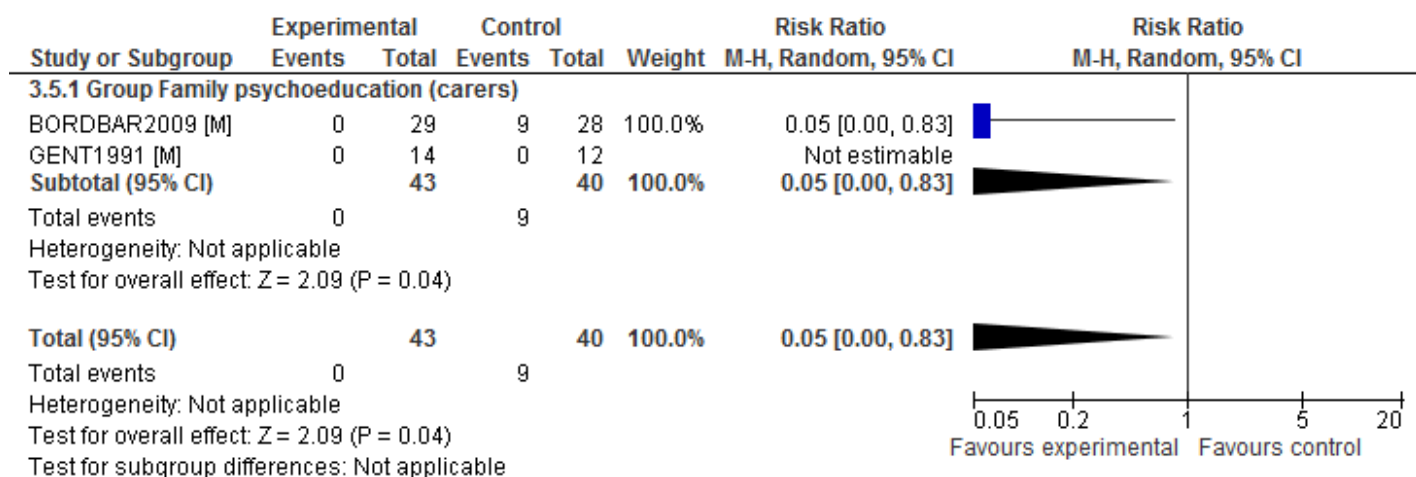 Experimental Control Risk Ratio Risk Ratio
Study or Subgroup Events Total Events Total Weight M-H, Random, 95% CI M-H, Random, 95% CI
3.5.1 Group Family psychoeducation (carers)
BORDBAR2009 [M] 0 29 9 28 100.0% 0.05 [0.00, 0.83]
GENT1991 [M] 0 14 0 12 Not estimable
Subtotal (95% CI) 43 40 100.0% 0.05 [0.00, 0.83]
Total events 0 9
Heterogeneity: Not applicable
Test for overall effect: Z = 2.09 (P = 0.04)
Total (95% CI) 43 40 100.0% 0.05 [0.00, 0.83]
Total events 0 9
Heterogeneity: Not applicable
Test for overall effect: Z = 2.09 (P = 0.04)
Test for subgroup differences: Not applicable
0.05 0.2 1 5 20
Favours experimental Favours control